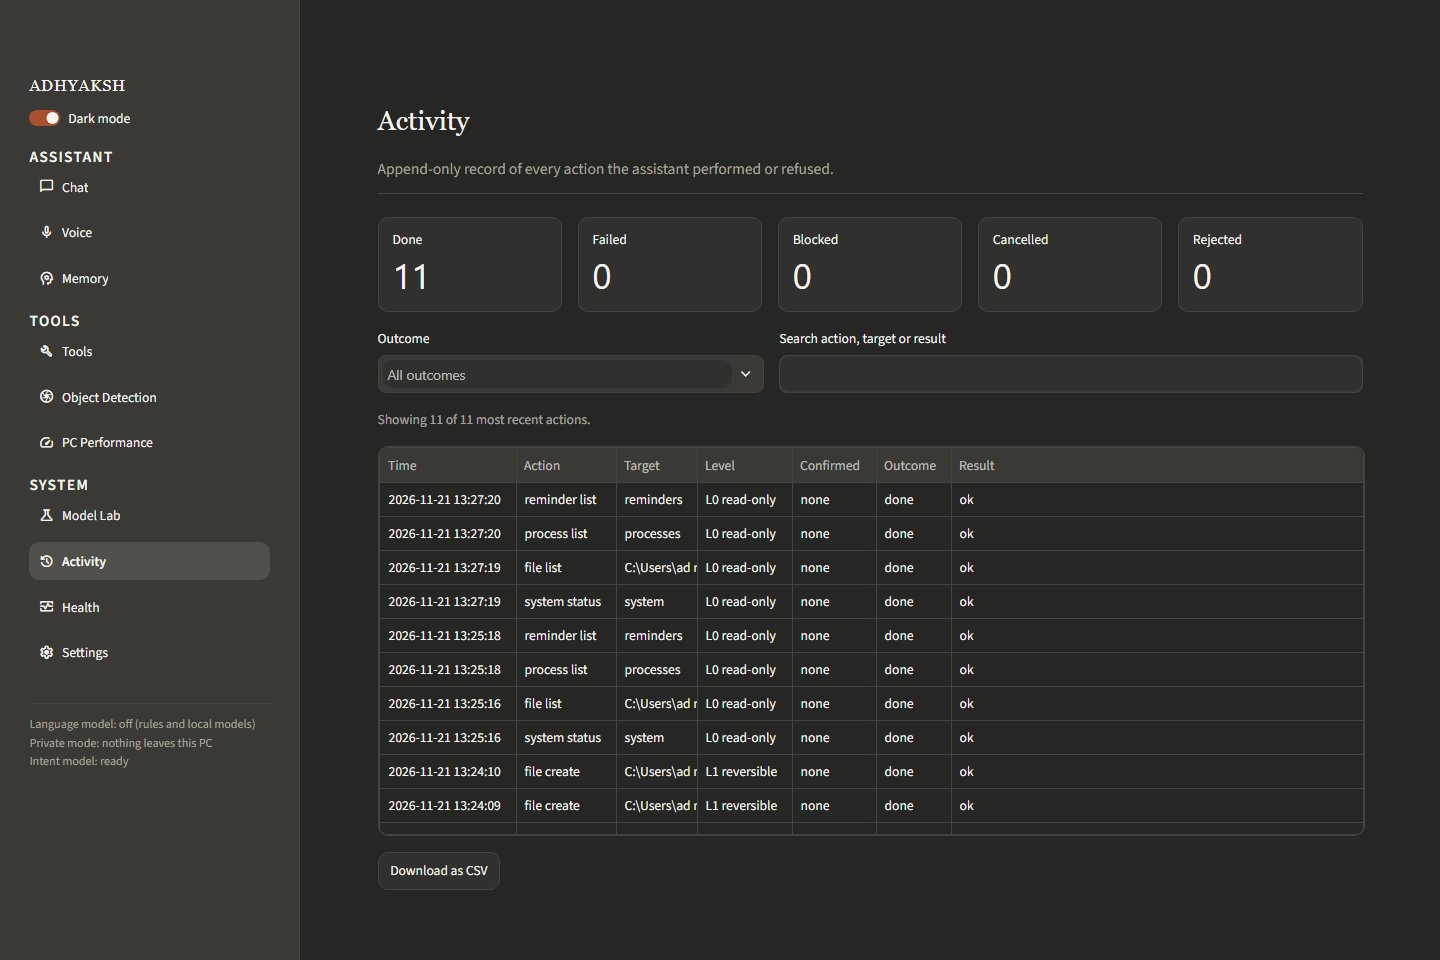 ADHYAKSH
Dark mode
ASSISTANT
Chat
Voice
Memory
TOOLS
Tools
Object Detection
PC Performance
SYSTEM
Model Lab
Activity
Health
Settings
Language model: off (rules and local models)
Private mode: nothing leaves this PC
Intent model: ready
Activity
Append-only record of every action the assistant performed or refused.
Done Failed Blocked Cancelled Rejected
11 0 0 0 0
Outcome Search action, target or result
All outcomes
Showing 11 of 11 most recent actions.
Time Action Target Level Confirmed Outcome Result
2026-11-21 13:27:20 reminder list reminders L0 read-only none done ok
2026-11-21 13:27:20 process list processes L0 read-only none done ok
2026-11-21 13:27:19 file list C:\Users\ad L0 read-only none done ok
2026-11-21 13:27:19 system status system L0 read-only none done ok
2026-11-21 13:25:18 reminder list reminders L0 read-only none done ok
2026-11-21 13:25:18 process list processes L0 read-only none done ok
2026-11-21 13:25:16 file list C:\Users\ad L0 read-only none done ok
2026-11-21 13:25:16 system status system L0 read-only none done ok
2026-11-21 13:24:10 file create C:\Users\ad L1 reversible none done ok
2026-11-21 13:24:09 file create C:\Users\ad L1 reversible none done ok
Download as CSV